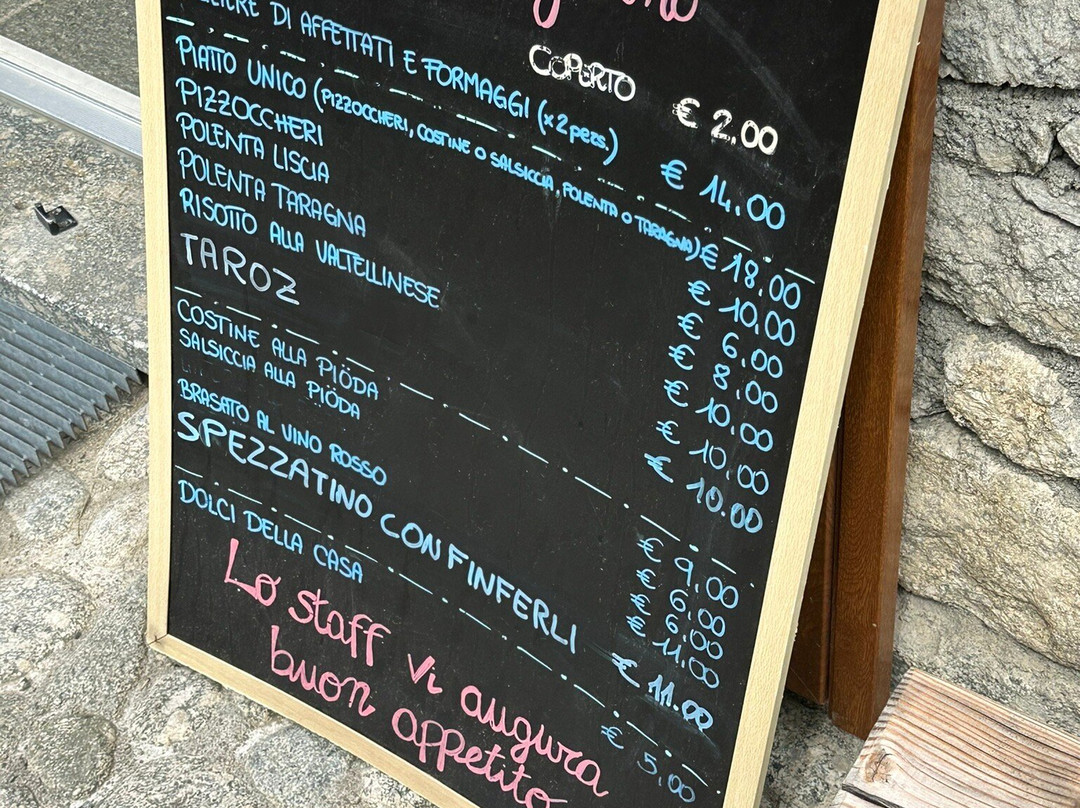 COPERTO € 2.00
DI AFFETTATI E FORMAGGI (x2 pers.) € 14.00
PIATTO UNICO (PIZZOCCHERI, COSTINE O SALSICCIA, POLENTA O TARAGNA) € 18.00
PIZZOCCHERI € 10.00
POLENTA LISCIA € 6.00
POLENTA TARAGNA € 8.00
RISOTTO ALLA VALTELLINESE € 10.00
€ 10.00
TAROZ € 10.00
COSTINE ALLA PIÖDA € 9.00
SALSICCIA ALLA PIÖDA € 6.00
€ 6.00
BRASATO AL VINO ROSSO € 11.00
SPEZZATINO CON FINFERLI € 11.00
DOLCI DELLA CASA € 5.00
Lo staff Vi augura
buon appetito